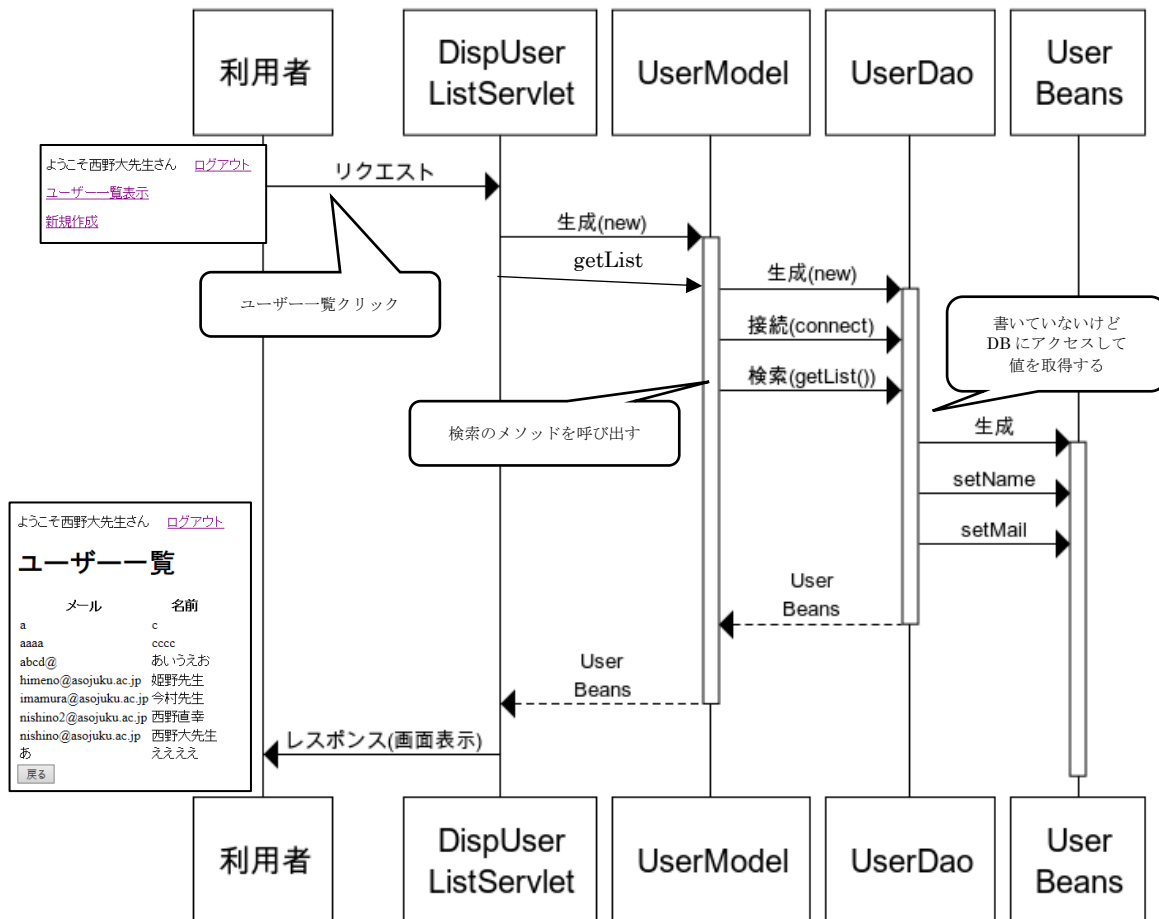 利用者
DispUser
ListServlet
UserModel
UserDao
User
Beans
ようこそ西野大先生さん ログアウト
ユーザー一覧表示
新規作成
リクエスト
ユーザー一覧クリック
生成(new)
getList
生成(new)
接続(connect)
検索(getList())
書いていないけど
DB にアクセスして
値を取得する
検索のメソッドを呼び出す
生成
setName
setMail
User
Beans
User
Beans
レスポンス(画面表示)
ようこそ西野大先生さん ログアウト
ユーザー一覧
メール 名前
a c
aaaa cccc
abcd@ あいうえお
himeno@asojuku.ac.jp 姫野先生
imamura@asojuku.ac.jp 今村先生
nishino2@asojuku.ac.jp 西野直幸
nishino@asojuku.ac.jp 西野大先生
あ ええええ
戻る
利用者
DispUser
ListServlet
UserModel
UserDao
User
Beans